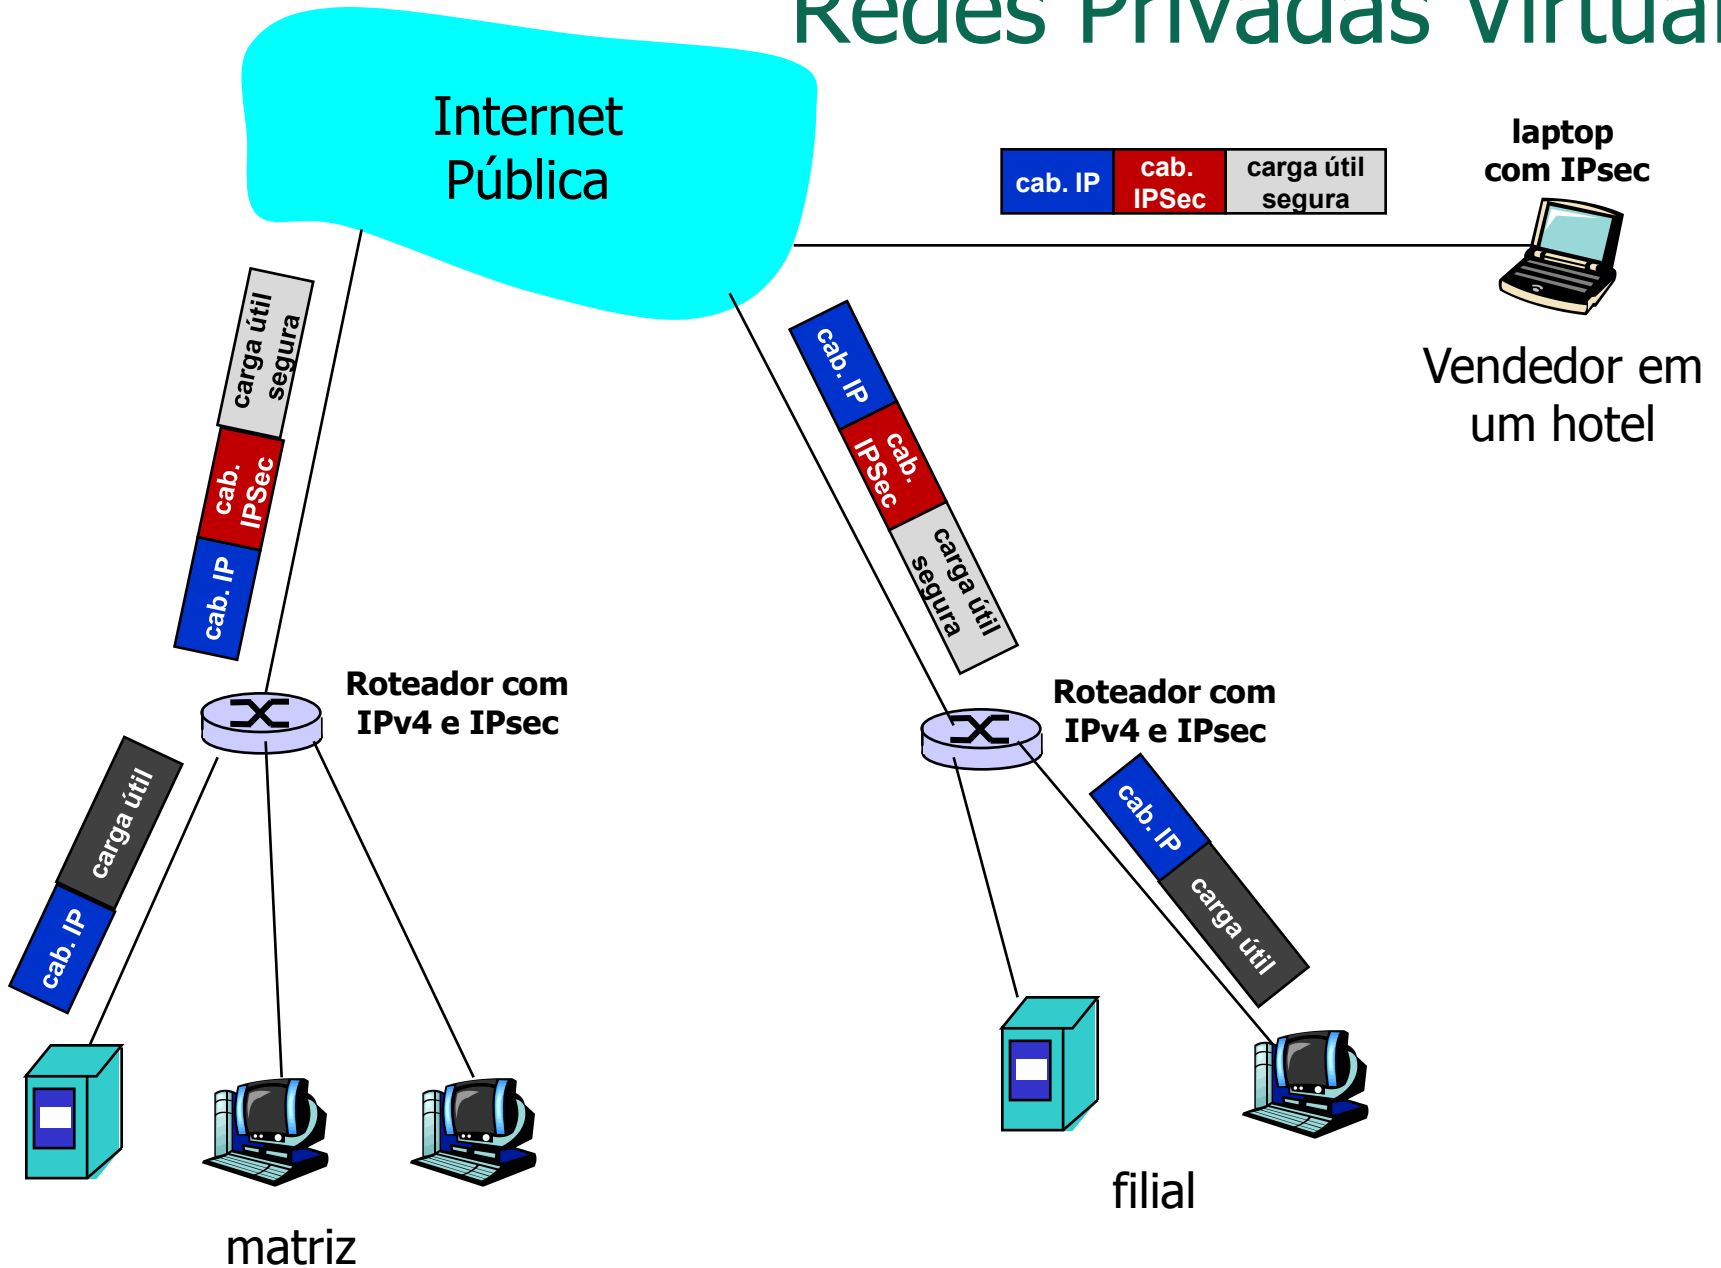 Redes Privadas Virtuai
Internet
Pública
laptop
com IPsec
cab. IP
cab.
IPSec
carga útil
segura
Vendedor em
um hotel
carga útil
segura
cab.
IPSec
cab. IP
cab. IP
cab.
IPSec
carga útil
segura
Roteador com
IPv4 e IPsec
Roteador com
IPv4 e IPsec
carga útil
cab. IP
cab. IP
carga útil
filial
matriz